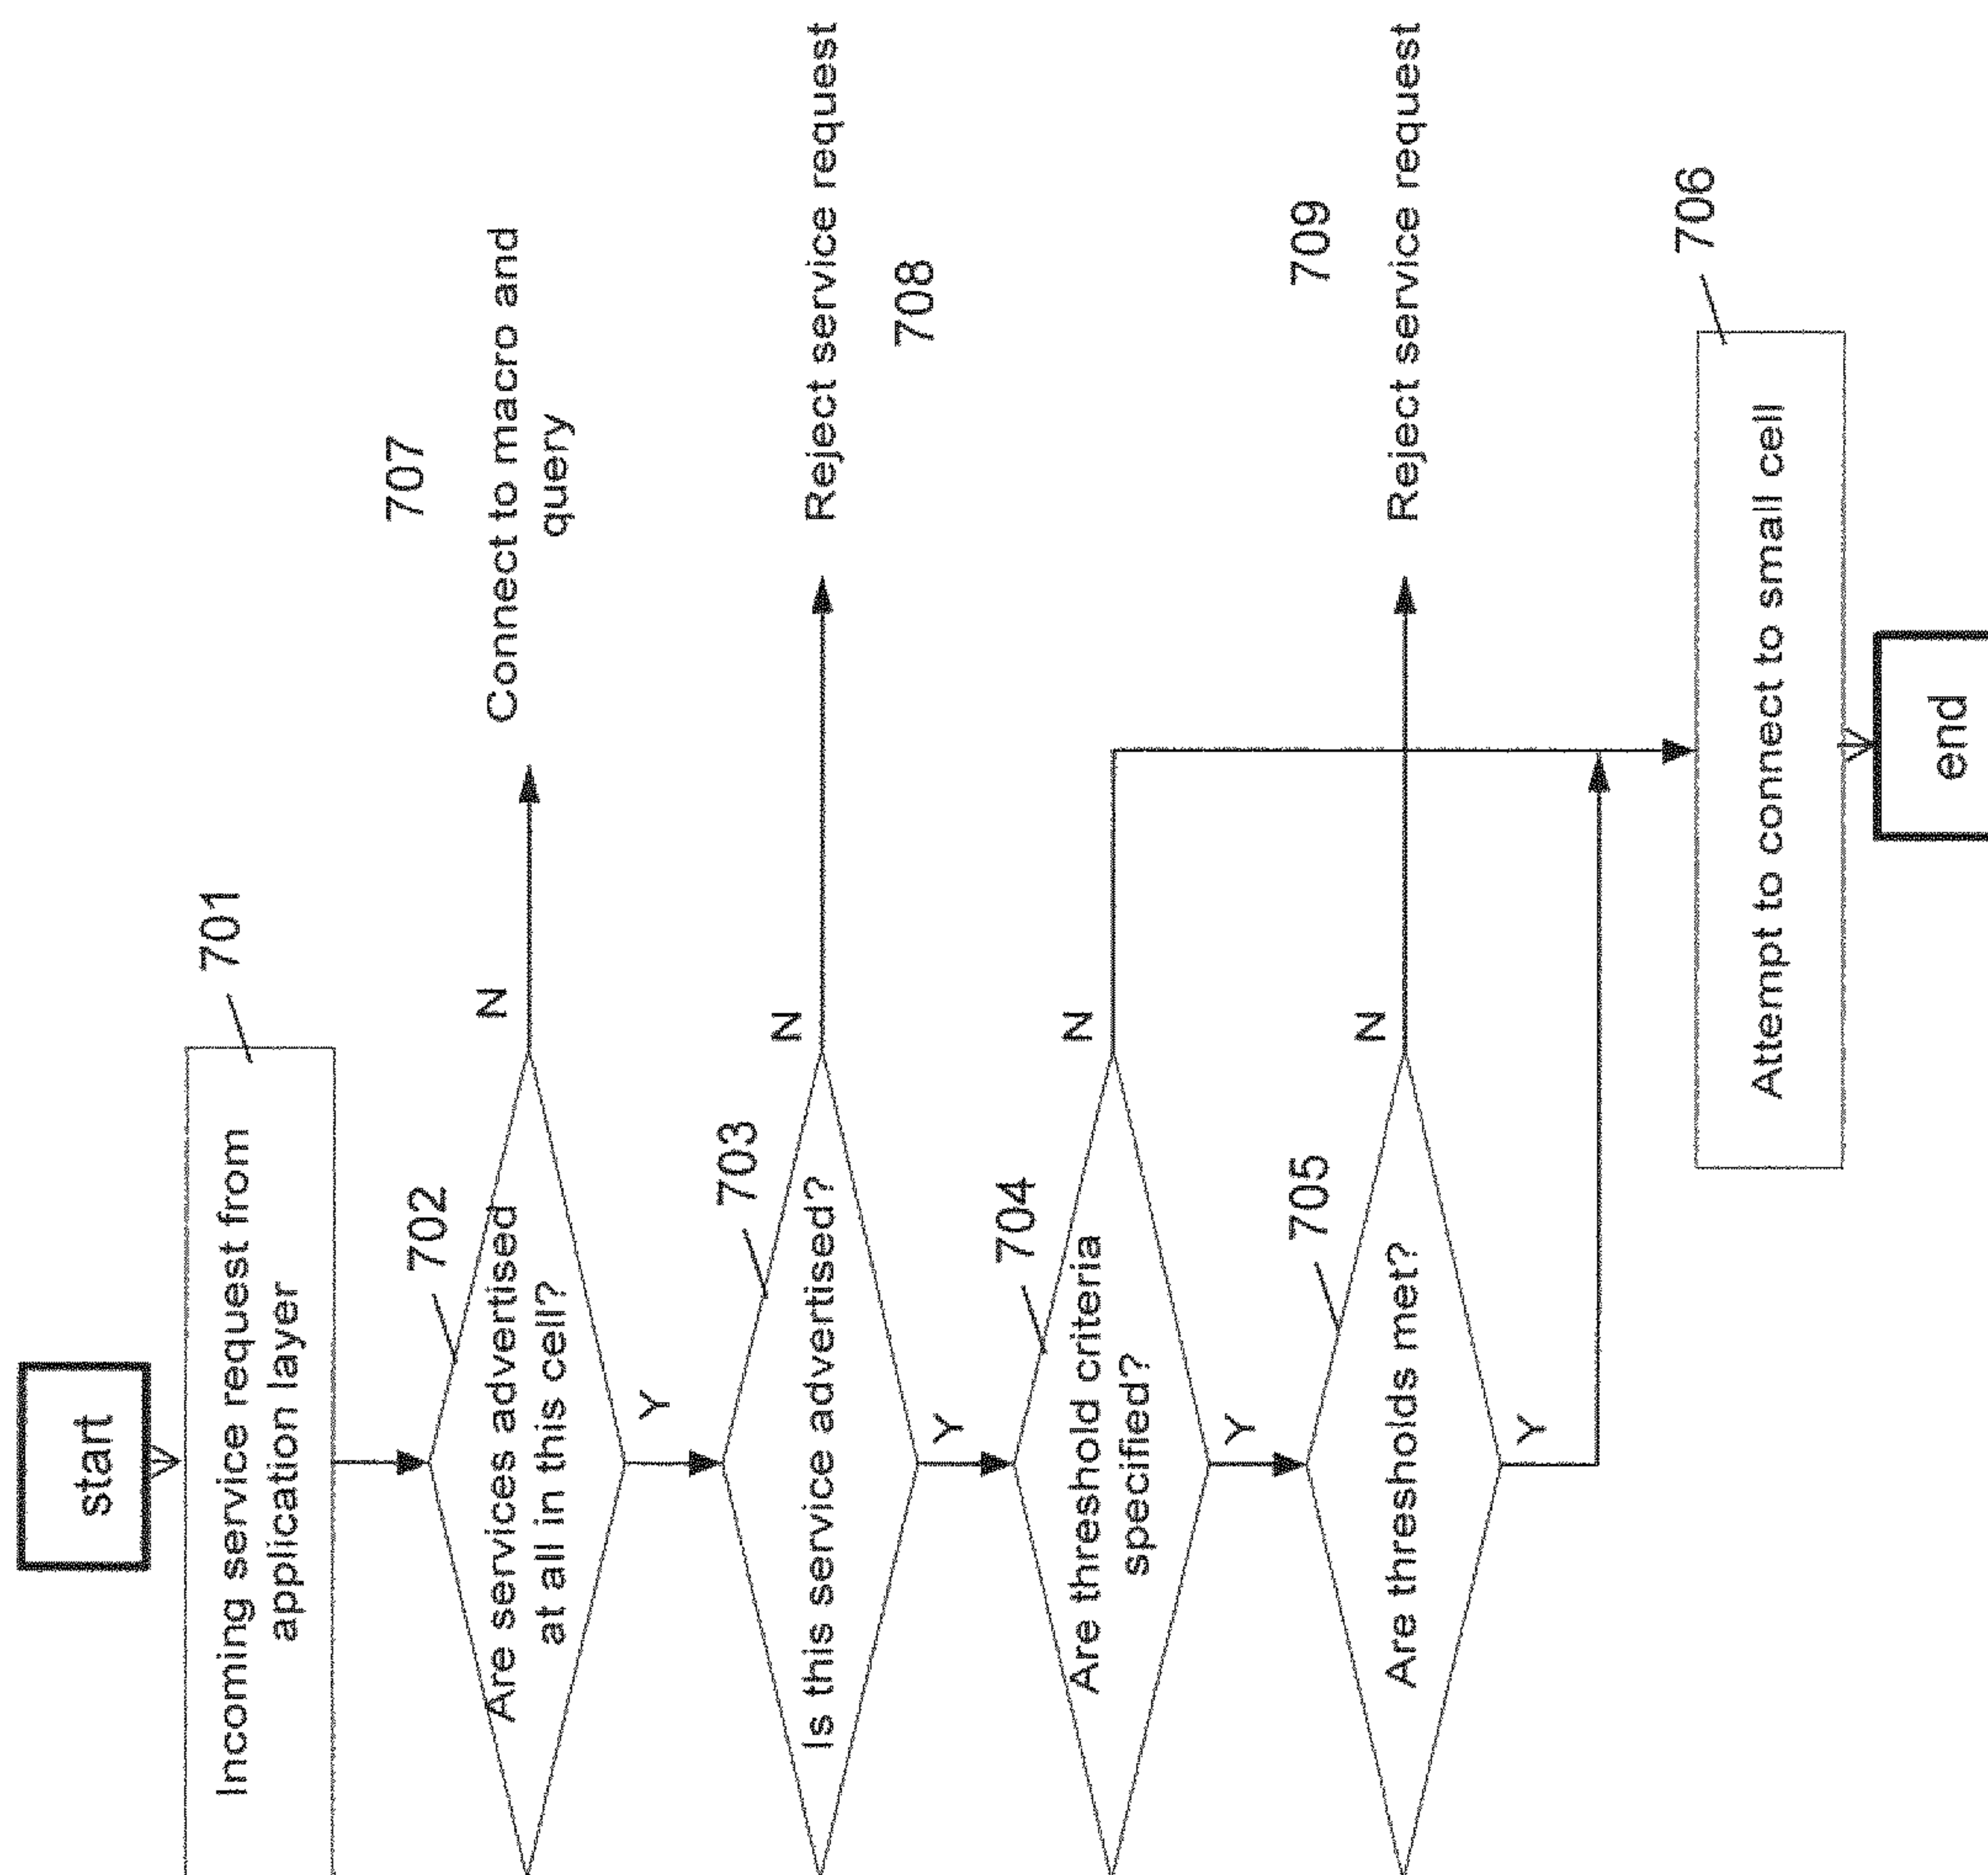 start
701
Incoming service request from
application layer
702
Are services advertised
at all in this cell?
N
707
Connect to macro and
query
Y
703
Is this service advertised?
N
Reject service request
708
Y
704
Are threshold criteria
specified?
N
Y
705
Are thresholds met?
N
709
Reject service request
Y
706
Attempt to connect to small cell
end